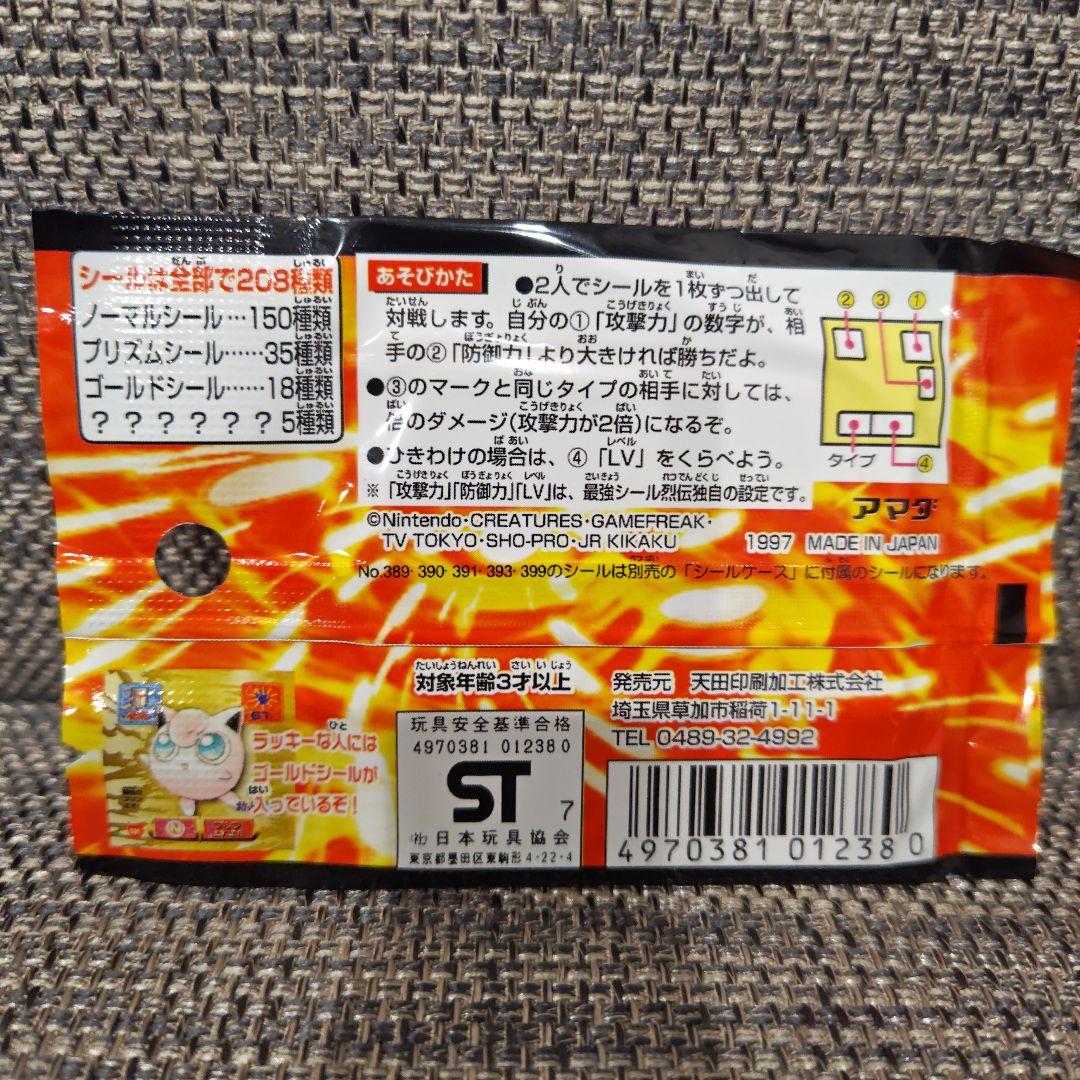 シールは全部で208種類
ノーマルシール…150種類
プリズムシール……35種類
ゴールドシール……18種類
？？？？？？5種類
あそびかた
●2人でシールを1枚ずつ出して
対戦します。自分の①「攻撃力」の数字が、相
手の②「防御力」より大きければ勝ちだよ。
●③のマークと同じタイプの相手に対しては、
倍のダメージ(攻撃力が2倍)になるぞ。
●ひきわけの場合は、④「LV」をくらべよう。
※「攻撃力」「防御力」「LV」は、最強シール烈伝独自の設定です。
② ③ ①
タイプ ④
アマダ
©Nintendo・CREATURES・GAMEFREAK・
TV TOKYO・SHO-PRO・JR KIKAKU
1997 MADE IN JAPAN
No.389・390・391・393・399のシールは別売の「シールケース」に付属のシールになります。
ラッキーな人には
ゴールドシールが
入っているぞ!
61
N
対象年齢3才以上
玩具安全基準合格
4970381 012380
ST 7
(社)日本玩具協会
東京都墨田区東駒形4-22-4
発売元 天田印刷加工株式会社
埼玉県草加市稲荷1-11-1
TEL 0489-32-4992
4970381 012380